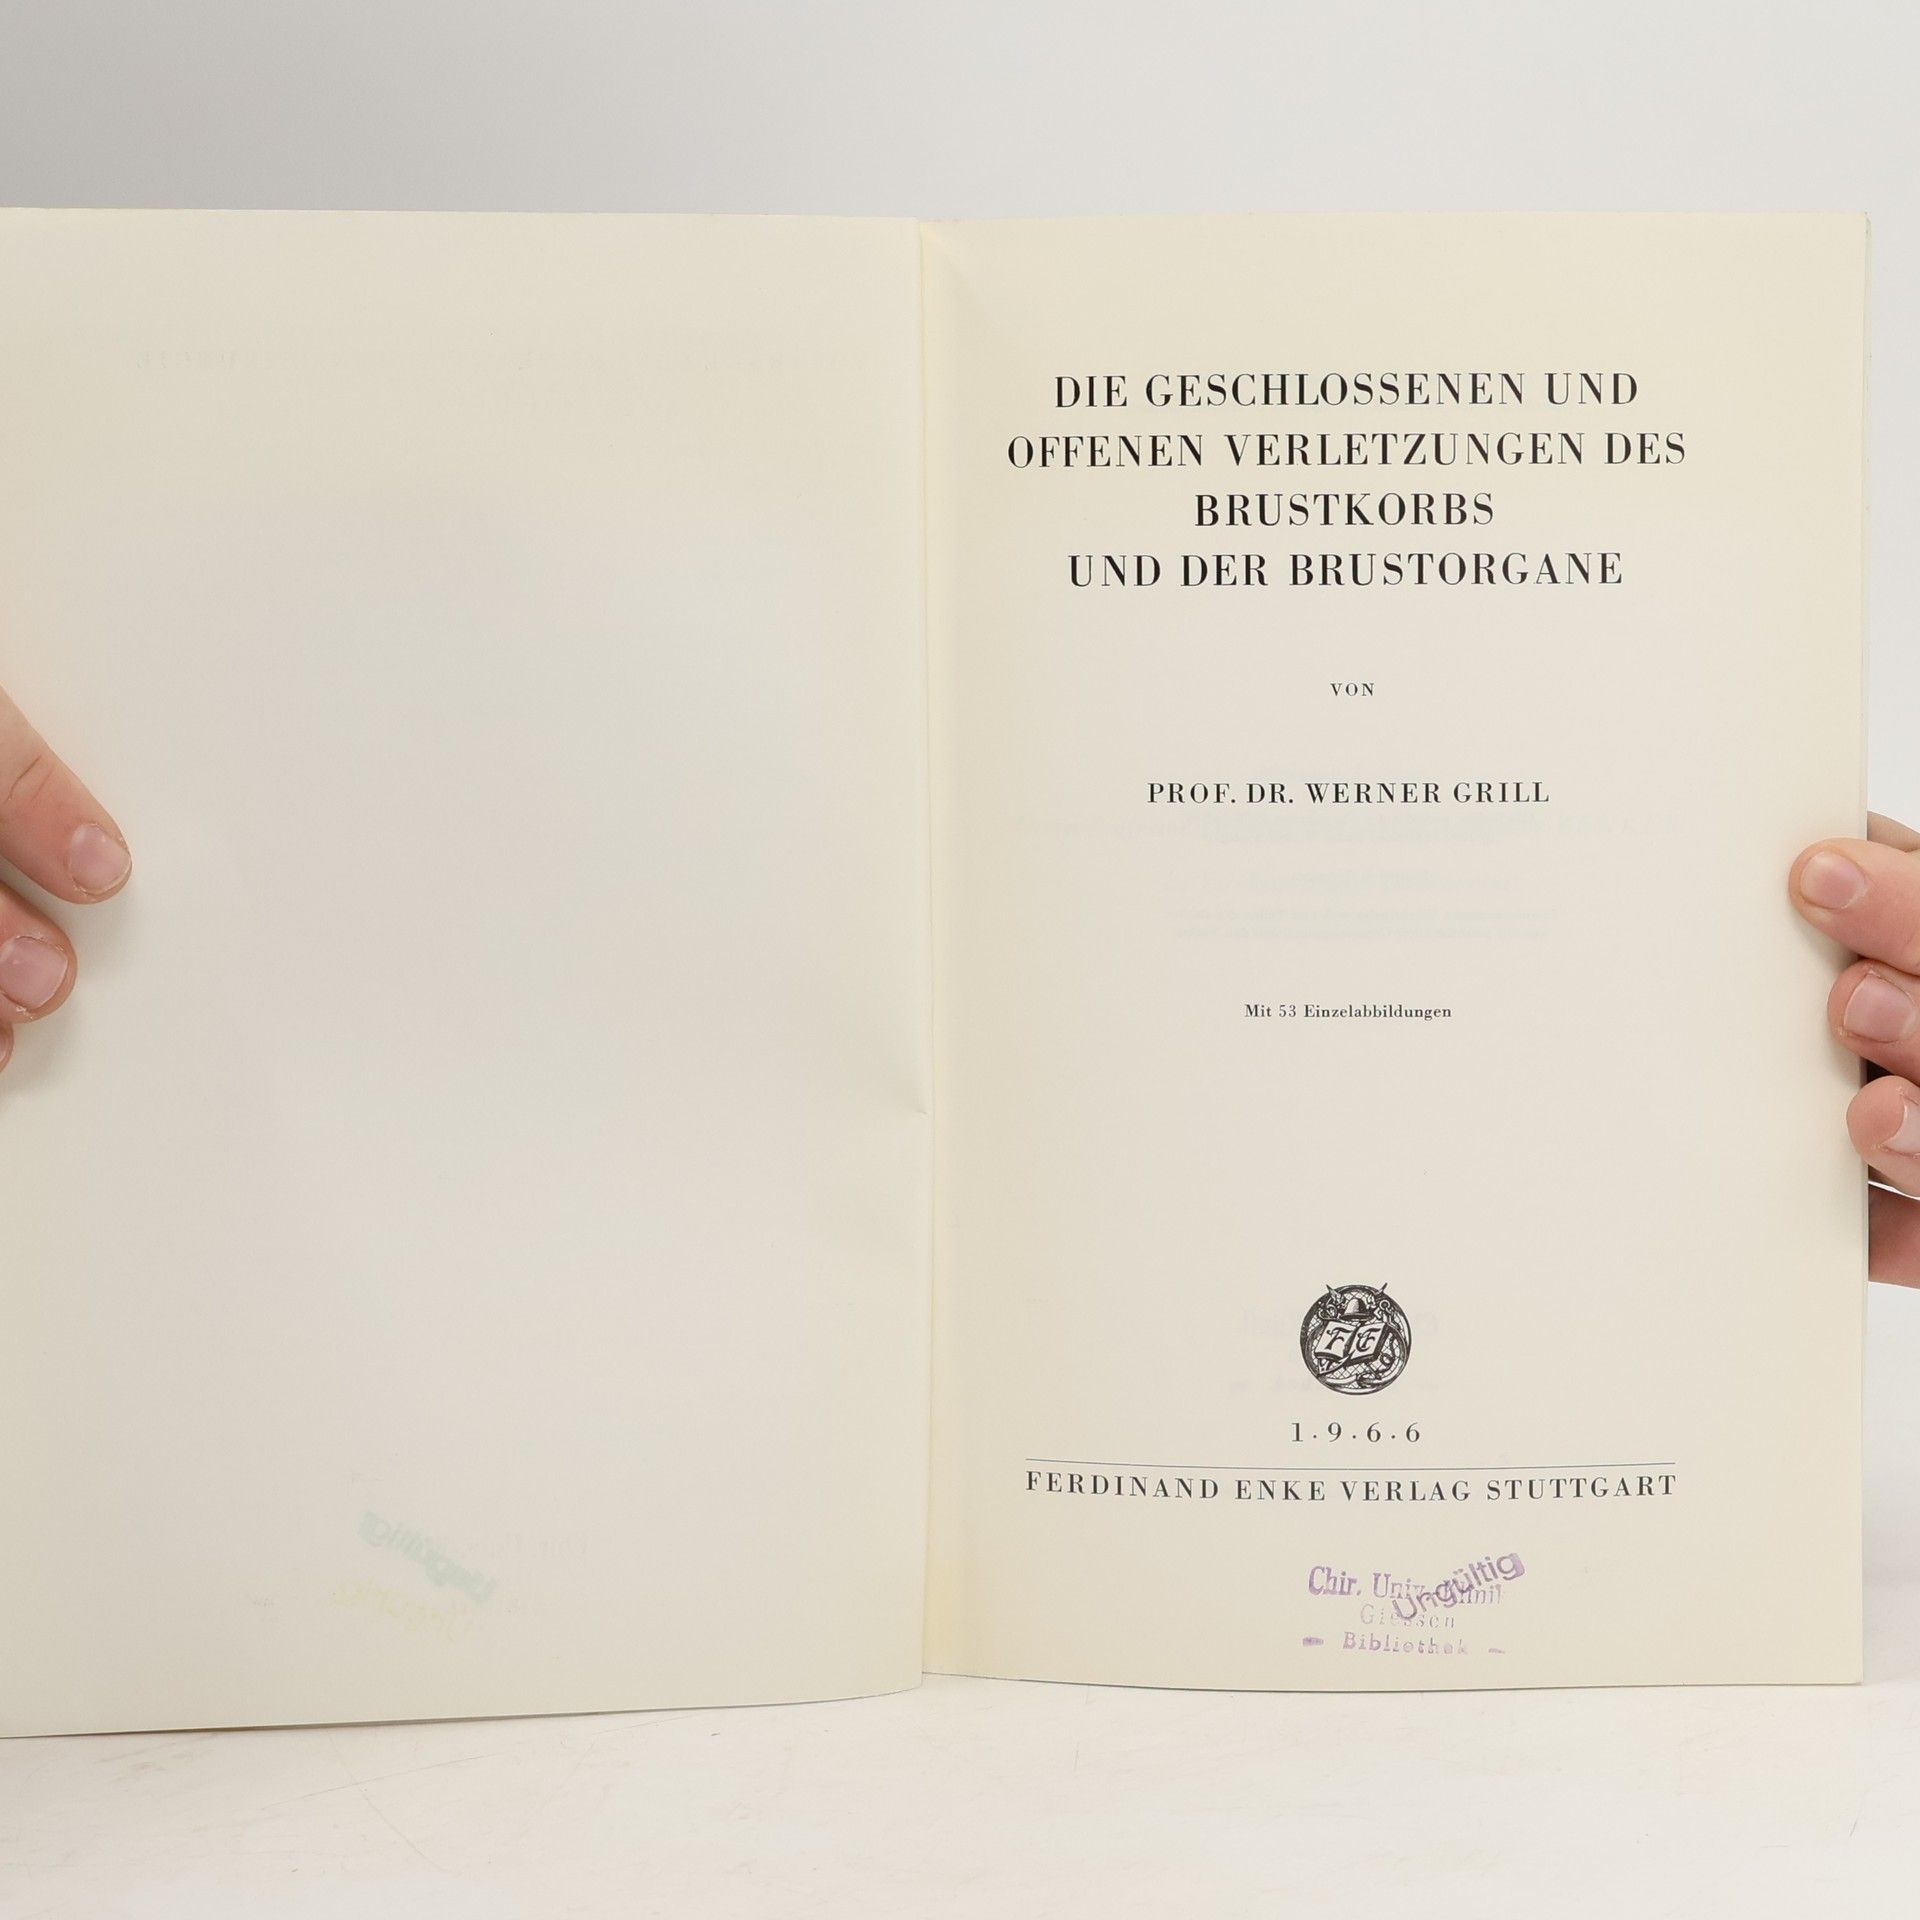 DIE GESCHLOSSENEN UND
OFFENEN VERLETZUNGEN DES
BRUSTKORBS
UND DER BRUSTORGANE
VON
PROF. DR. WERNER GRILL
Mit 53 Einzelabbildungen
F E
1 · 9 · 6 · 6
FERDINAND ENKE VERLAG STUTTGART
Chir. Univ.
Ungültig
Giessen
– Bibliothek –